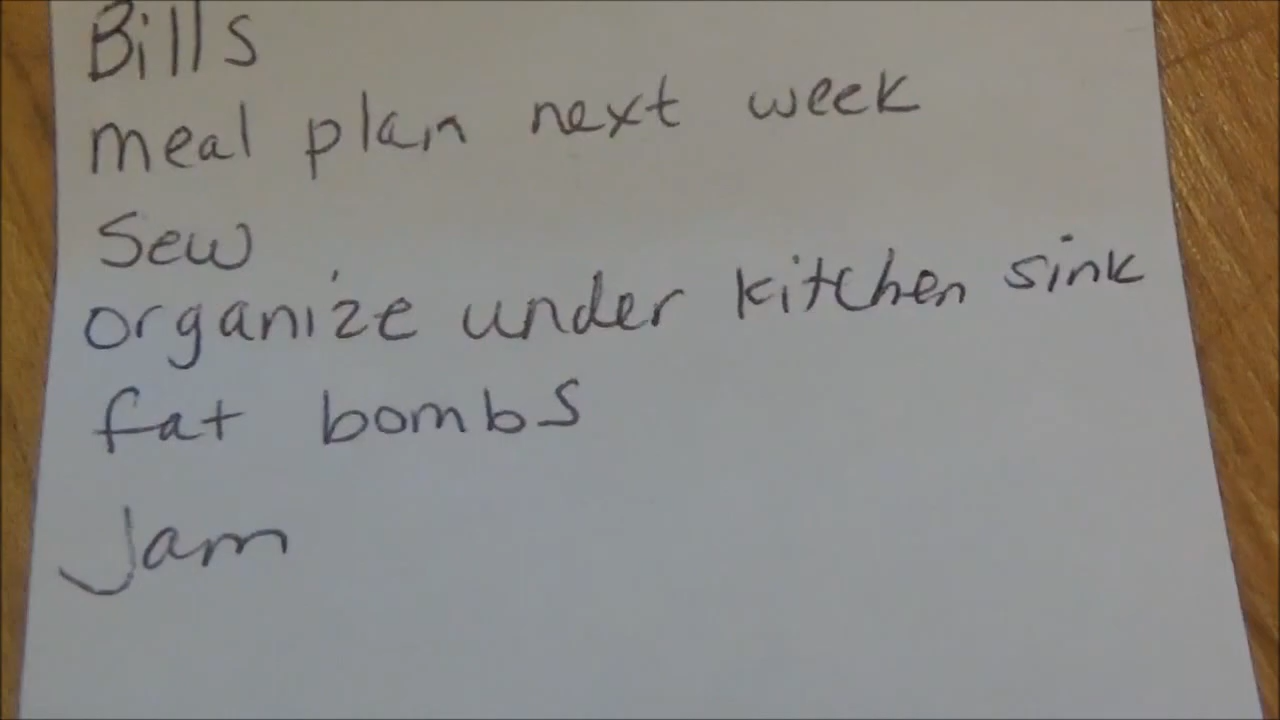 Bills
meal plan next week
Sew
organize under kitchen sink
fat bombs
Jam